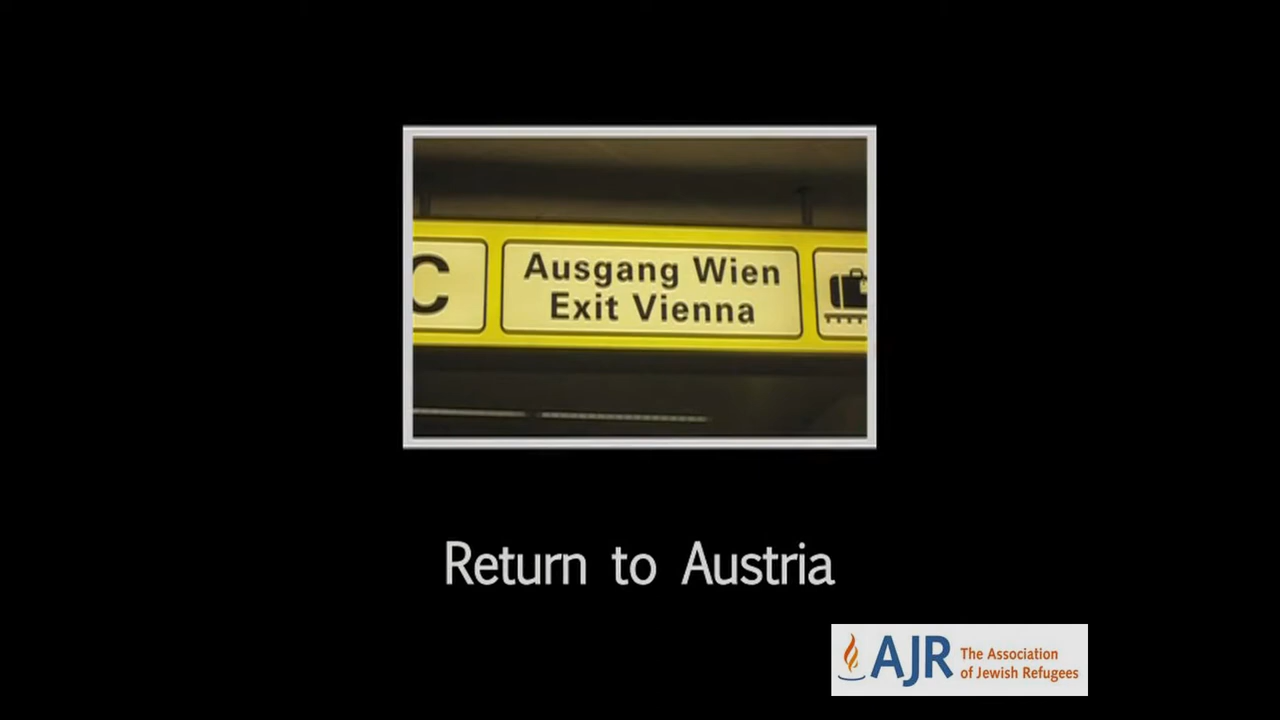 C
Ausgang Wien
Exit Vienna
Return to Austria
AJR
The Association
of Jewish Refugees